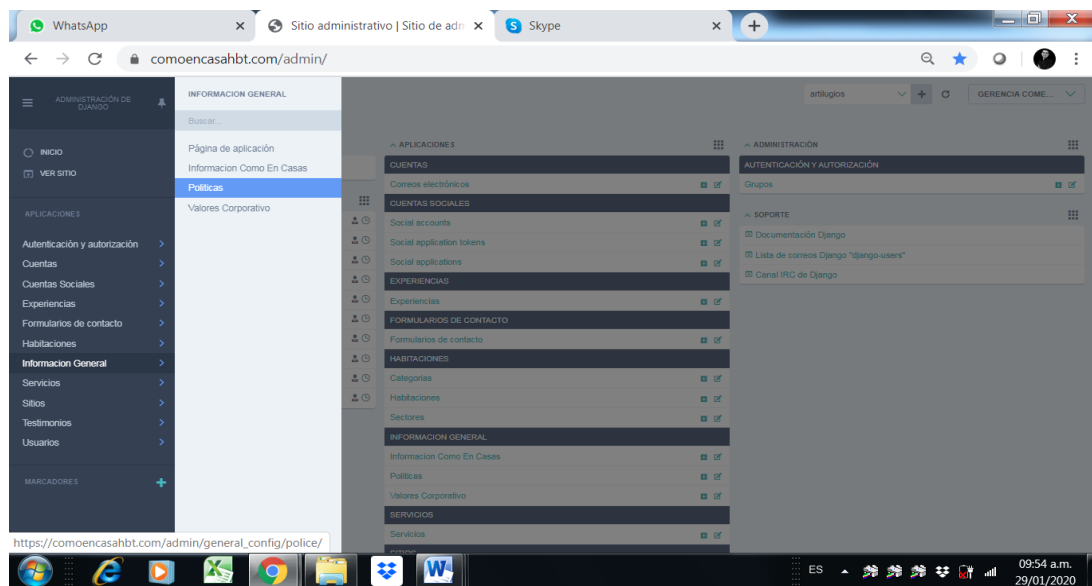 WhatsApp
Sitio administrativo | Sitio de adm
Skype
comoencasahbt.com/admin/
ADMINISTRACIÓN DE DJANGO
INICIO
VER SITIO
APLICACIONES
Autenticación y autorización
Cuentas
Cuentas Sociales
Experiencias
Formularios de contacto
Habitaciones
Informacion General
Servicios
Sitios
Testimonios
Usuarios
MARCADORES
INFORMACION GENERAL
Buscar...
Página de aplicación
Informacion Como En Casas
Politicas
Valores Corporativo
artilugios
GERENCIA COME...
APLICACIONES
CUENTAS
Correos electrónicos
CUENTAS SOCIALES
Social accounts
Social application tokens
Social applications
EXPERIENCIAS
Experiencias
FORMULARIOS DE CONTACTO
Formularios de contacto
HABITACIONES
Categorias
Habitaciones
Sectores
INFORMACION GENERAL
Informacion Como En Casas
Politicas
Valores Corporativo
SERVICIOS
Servicios
SITIOS
ADMINISTRACIÓN
AUTENTICACIÓN Y AUTORIZACIÓN
Grupos
SOPORTE
Documentación Django
Lista de correos Django "django-users"
Canal IRC de Django
https://comoencasahbt.com/admin/general_config/police/
ES
09:54 a.m.
29/01/2020